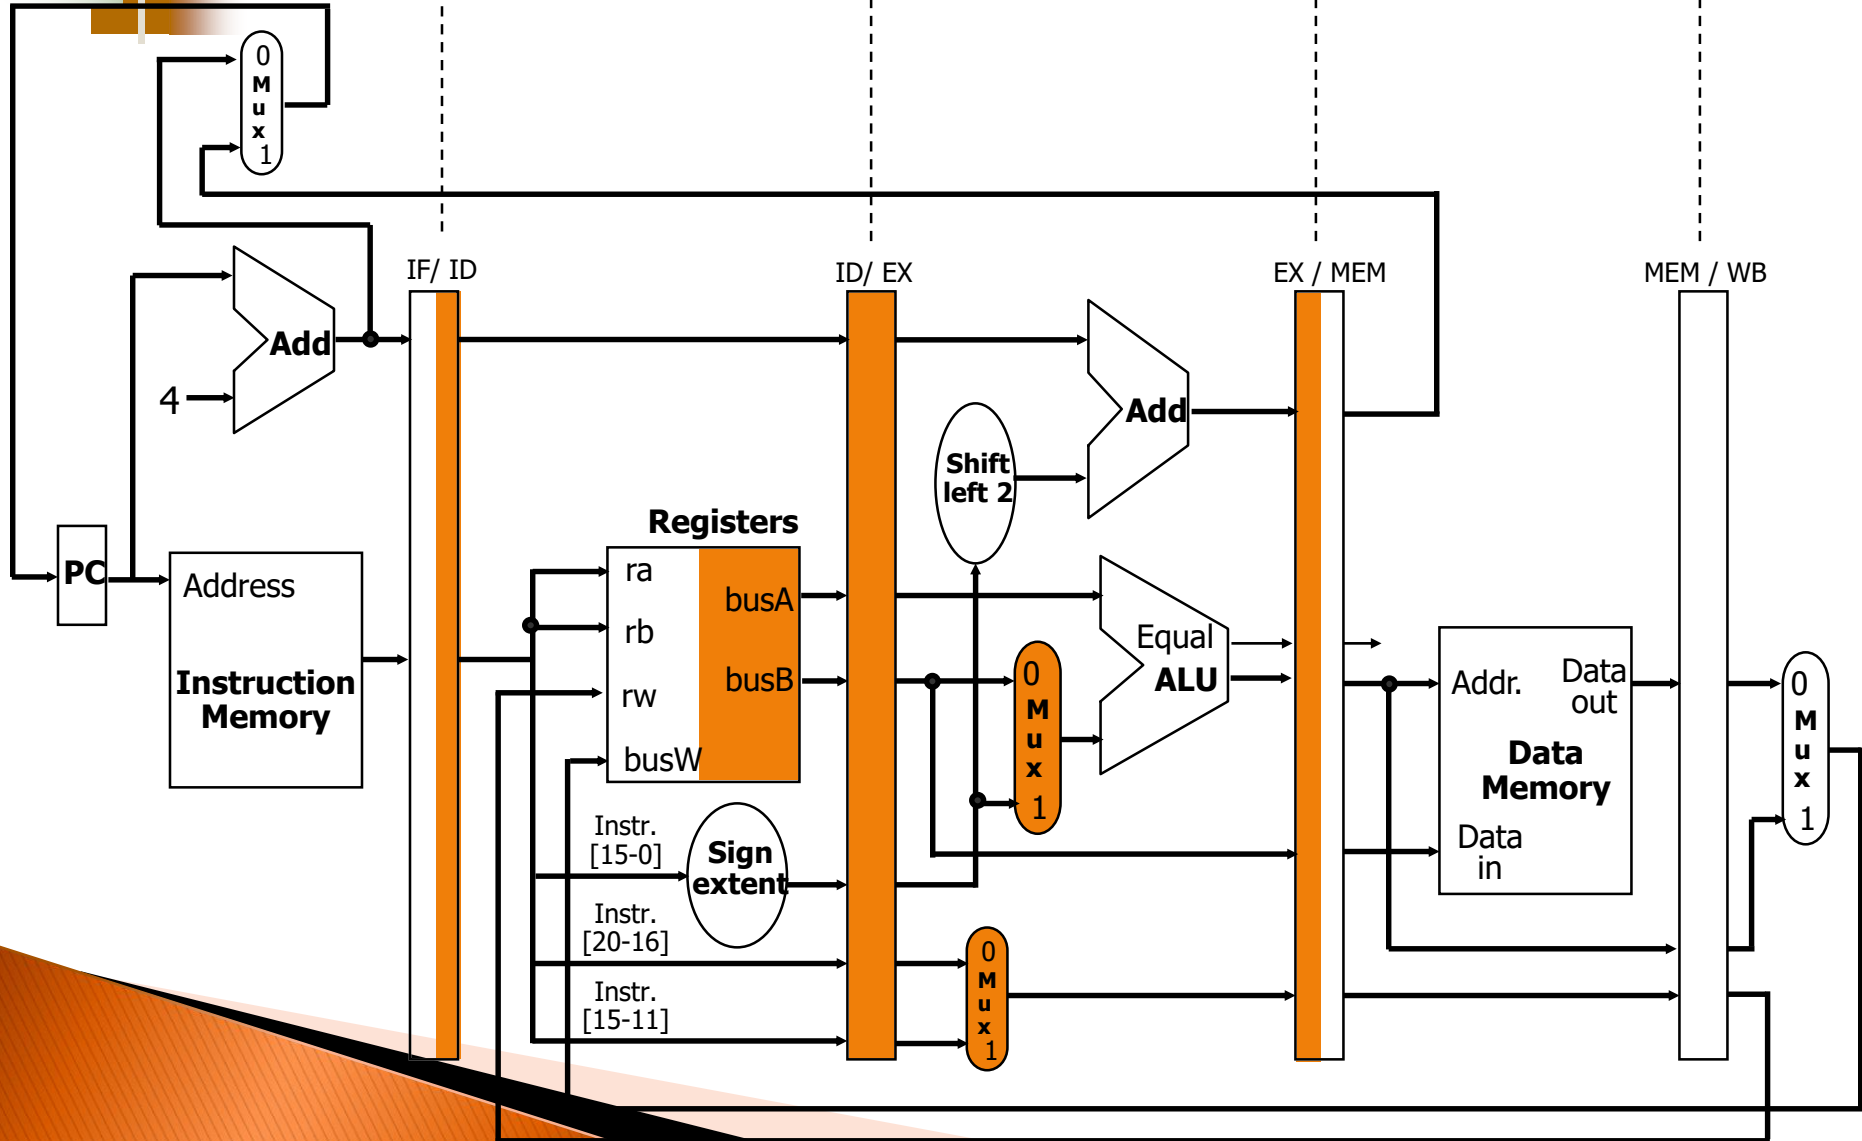 0
M
u
x
1
IF/ ID
ID/ EX
EX / MEM
MEM / WB
Add
4
Add
Shift
left 2
Registers
PC
Address
Instruction
Memory
ra
rb
rw
busW
busA
busB
0
M
u
x
1
Equal
ALU
Addr.
Data
out
Data
Memory
Data
in
0
M
u
x
1
Instr.
[15-0]
Sign
extent
Instr.
[20-16]
Instr.
[15-11]
0
M
u
x
1